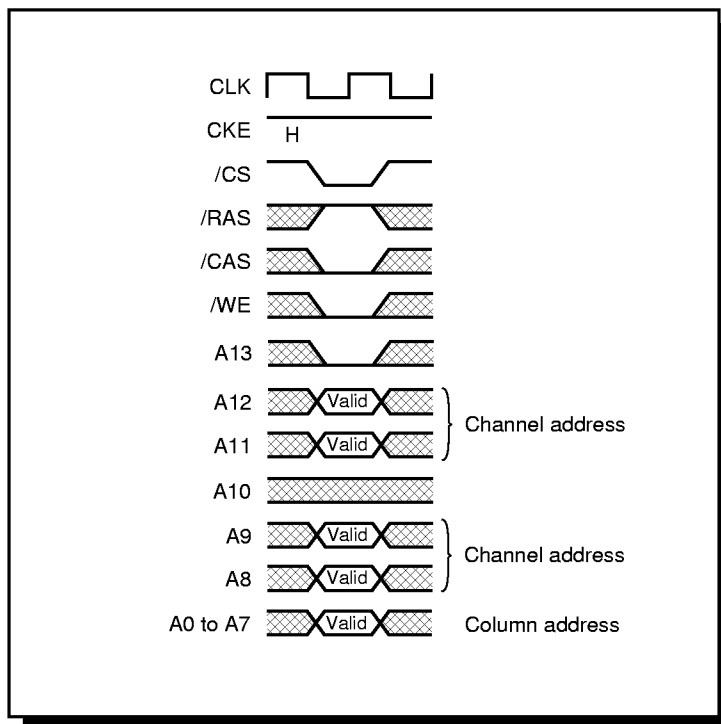 CLK
CKE H
/CS
/RAS
/CAS
/WE
A13
A12 Valid
Channel address
A11 Valid
A10
A9 Valid
Channel address
A8 Valid
A0 to A7 Valid Column address